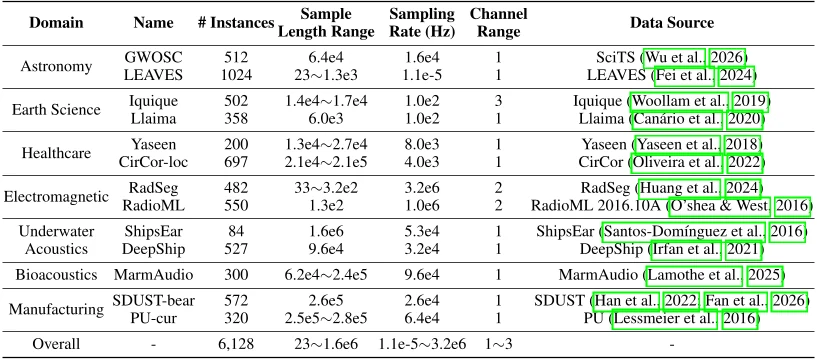 Domain Name # Instances Sample Length Range Sampling Rate (Hz) Channel Range Data Source
Astronomy GWOSC 512 6.4e4 1.6e4 1 SciTS (Wu et al., 2026)
LEAVES 1024 23~1.3e3 1.1e-5 1 LEAVES (Fei et al., 2024)
Earth Science Iquique 502 1.4e4~1.7e4 1.0e2 3 Iquique (Woollam et al., 2019)
Llaima 358 6.0e3 1.0e2 1 Llaima (Canário et al., 2020)
Healthcare Yaseen 200 1.3e4~2.7e4 8.0e3 1 Yaseen (Yaseen et al., 2018)
CirCor-loc 697 2.1e4~2.1e5 4.0e3 1 CirCor (Oliveira et al., 2022)
Electromagnetic RadSeg 482 33~3.2e2 3.2e6 2 RadSeg (Huang et al., 2024)
RadioML 550 1.3e2 1.0e6 2 RadioML 2016.10A (O'shea & West, 2016)
Underwater Acoustics ShipsEar 84 1.6e6 5.3e4 1 ShipsEar (Santos-Domínguez et al., 2016)
DeepShip 527 9.6e4 3.2e4 1 DeepShip (Irfan et al., 2021)
Bioacoustics MarmAudio 300 6.2e4~2.4e5 9.6e4 1 MarmAudio (Lamothe et al., 2025)
Manufacturing SDUST-bear 572 2.6e5 2.6e4 1 SDUST (Han et al., 2022; Fan et al., 2026)
PU-cur 320 2.5e5~2.8e5 6.4e4 1 PU (Lessmeier et al., 2016)
Overall - 6,128 23~1.6e6 1.1e-5~3.2e6 1~3 -